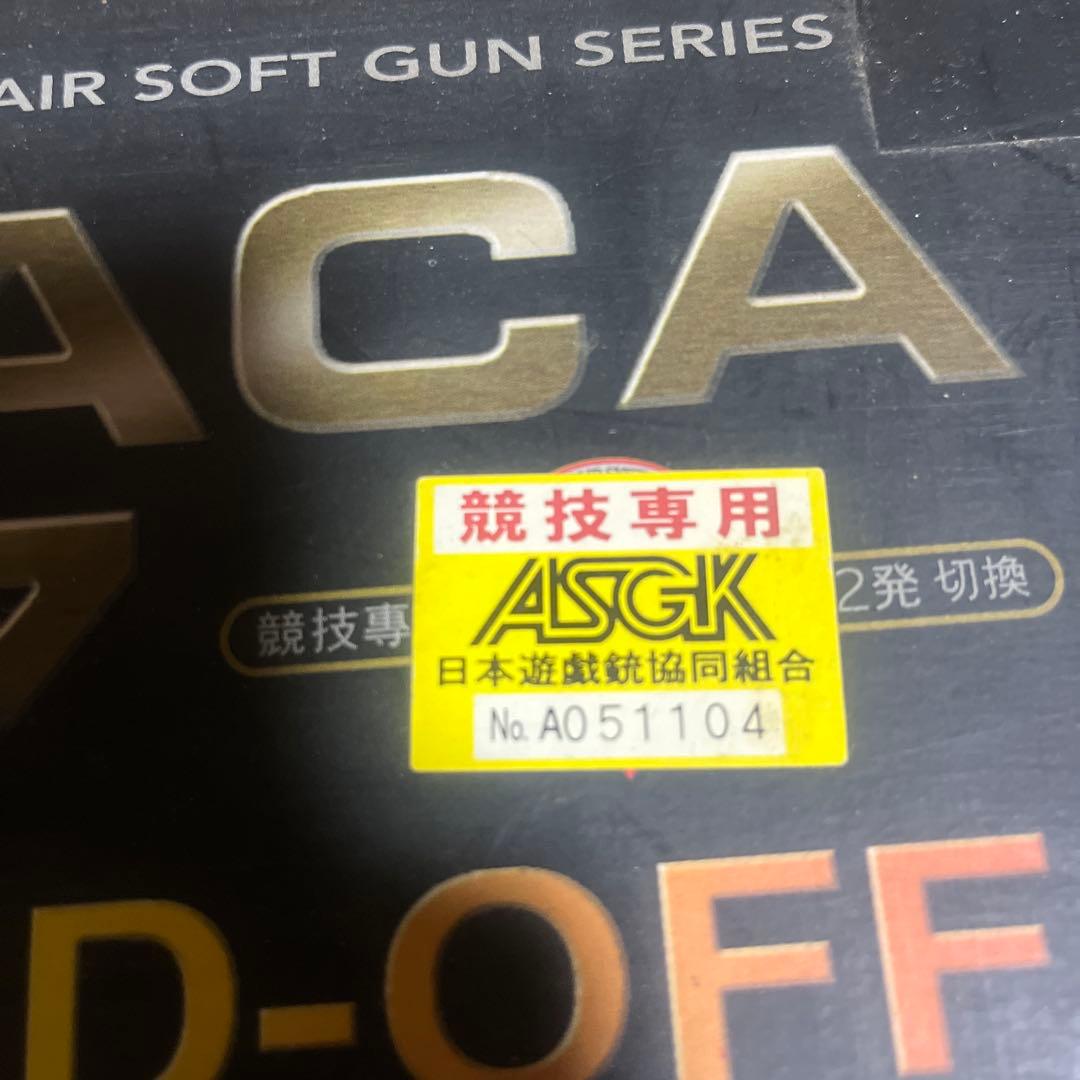 AIR SOFT GUN SERIES
ACA
7
競技専用
ASGK
競技専 2発 切換
日本遊戯銃協同組合
No. A051104
D-OFF